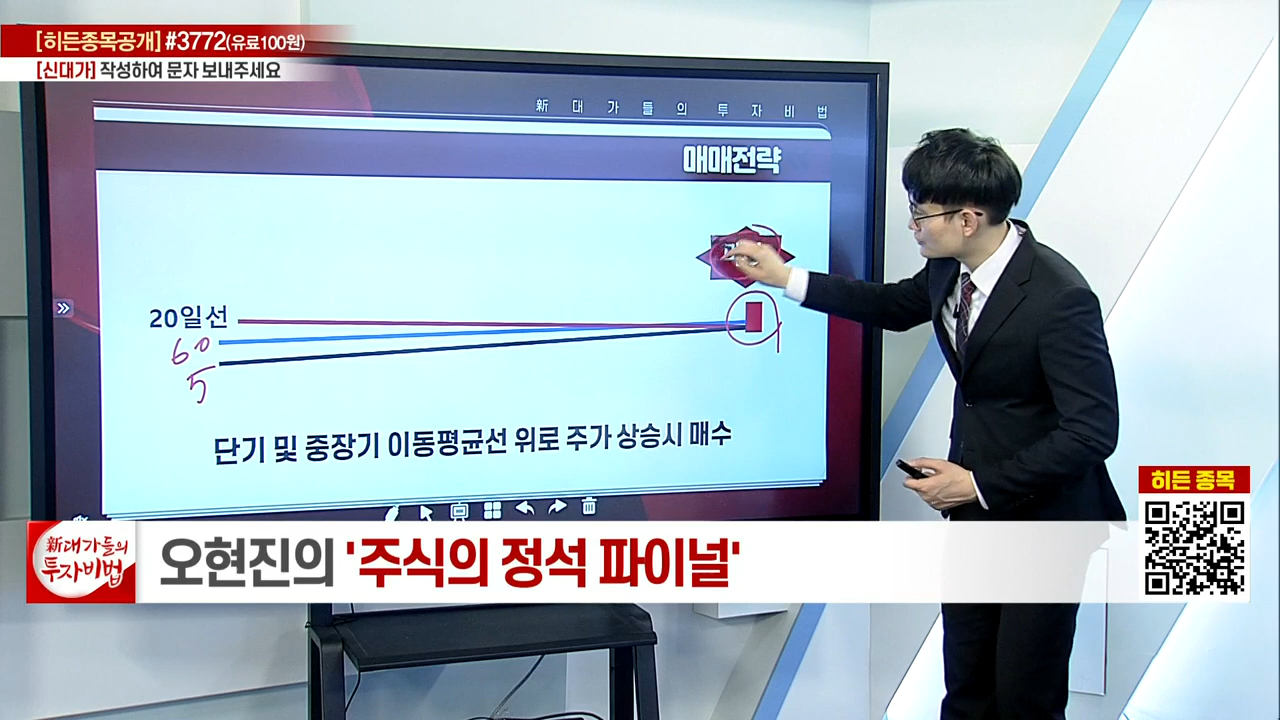 [히든종목공개] #3772(유료100원)
[신대가] 작성하여 문자 보내주세요
新 대 가 들 의 투 자 비 법
매매전략
20일선
60
5
단기 및 중장기 이동평균선 위로 주가 상승시 매수
히든 종목
新대가들의
투자비법
오현진의 '주식의 정석 파이널'